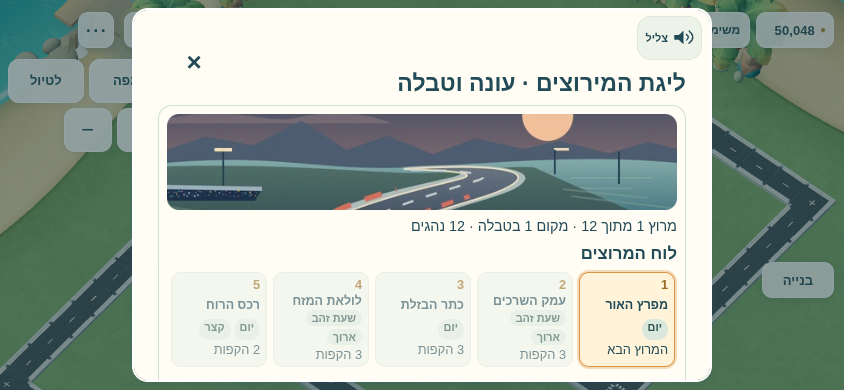 50,048
משימ
צליל
×
ליגת המירוצים · עונה וטבלה
לטיול
מפה
...
—
מרוץ 1 מתוך 12 · מקום 1 בטבלה · 12 נהגים
לוח המרוצים
1
מפרץ האור
יום
המרוץ הבא
2
עמק השרכים
שעת זהב
ארוך
3 הקפות
3
כתר הבזלת
יום
3 הקפות
4
לולאת המזח
שעת זהב
ארוך
3 הקפות
5
רכס הרוח
יום קצר
2 הקפות
בנייה